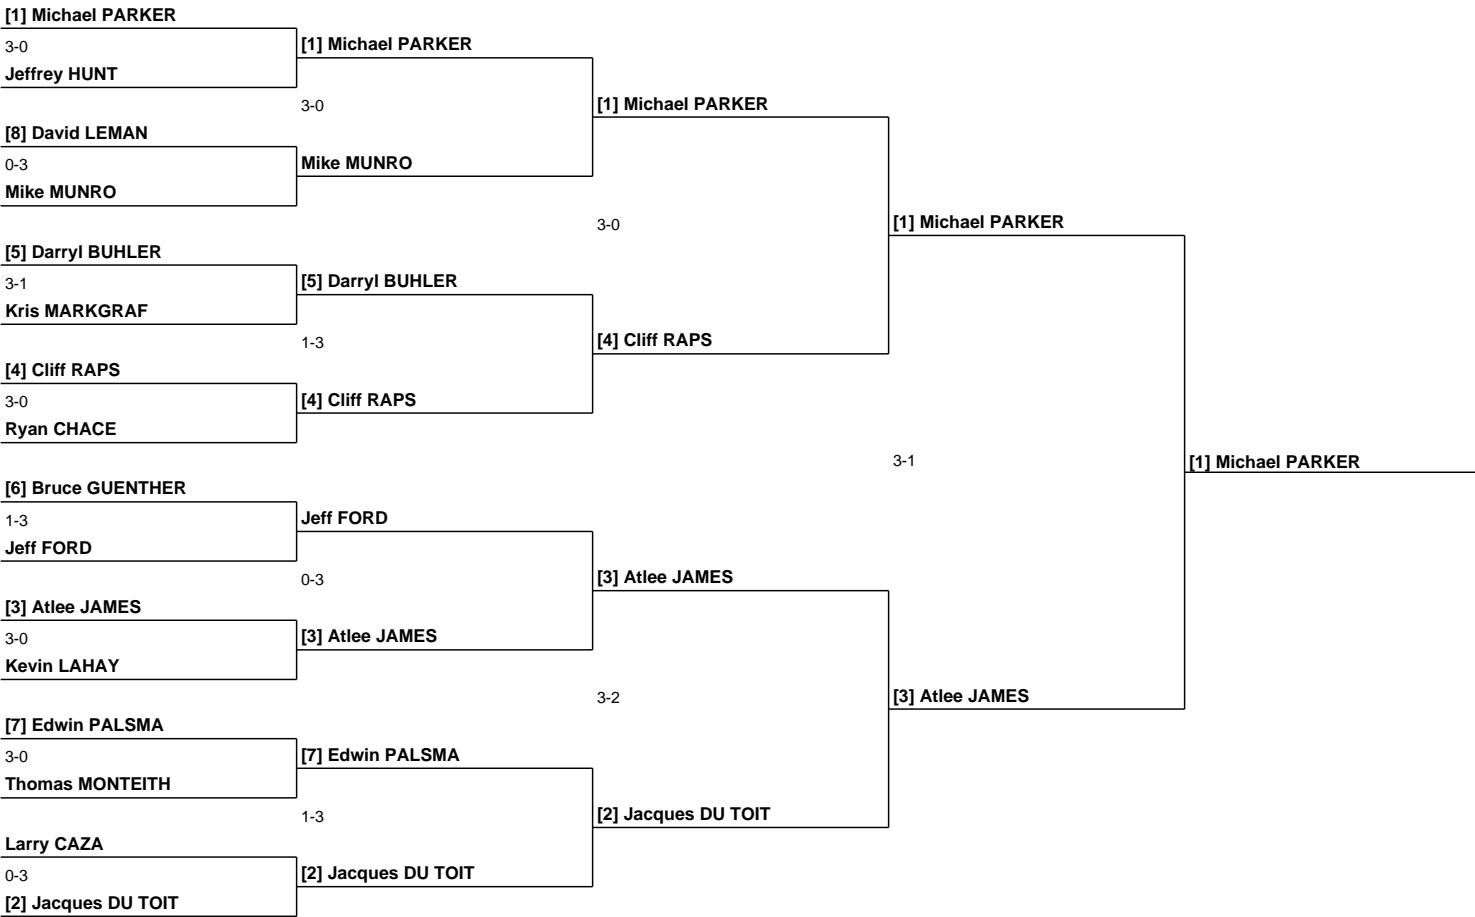 [1] Michael PARKER
3-0
Jeffrey HUNT
[8] David LEMAN
0-3
Mike MUNRO
[5] Darryl BUHLER
3-1
Kris MARKGRAF
[4] Cliff RAPS
3-0
Ryan CHACE
[6] Bruce GUENTHER
1-3
Jeff FORD
[3] Atlee JAMES
3-0
Kevin LAHAY
[7] Edwin PALSMA
3-0
Thomas MONTEITH
Larry CAZA
0-3
[2] Jacques DU TOIT
[1] Michael PARKER
3-0
Mike MUNRO
[5] Darryl BUHLER
1-3
[4] Cliff RAPS
Jeff FORD
0-3
[3] Atlee JAMES
[7] Edwin PALSMA
1-3
[2] Jacques DU TOIT
[1] Michael PARKER
3-0
[4] Cliff RAPS
[3] Atlee JAMES
3-2
[2] Jacques DU TOIT
[1] Michael PARKER
3-1
[3] Atlee JAMES
[1] Michael PARKER